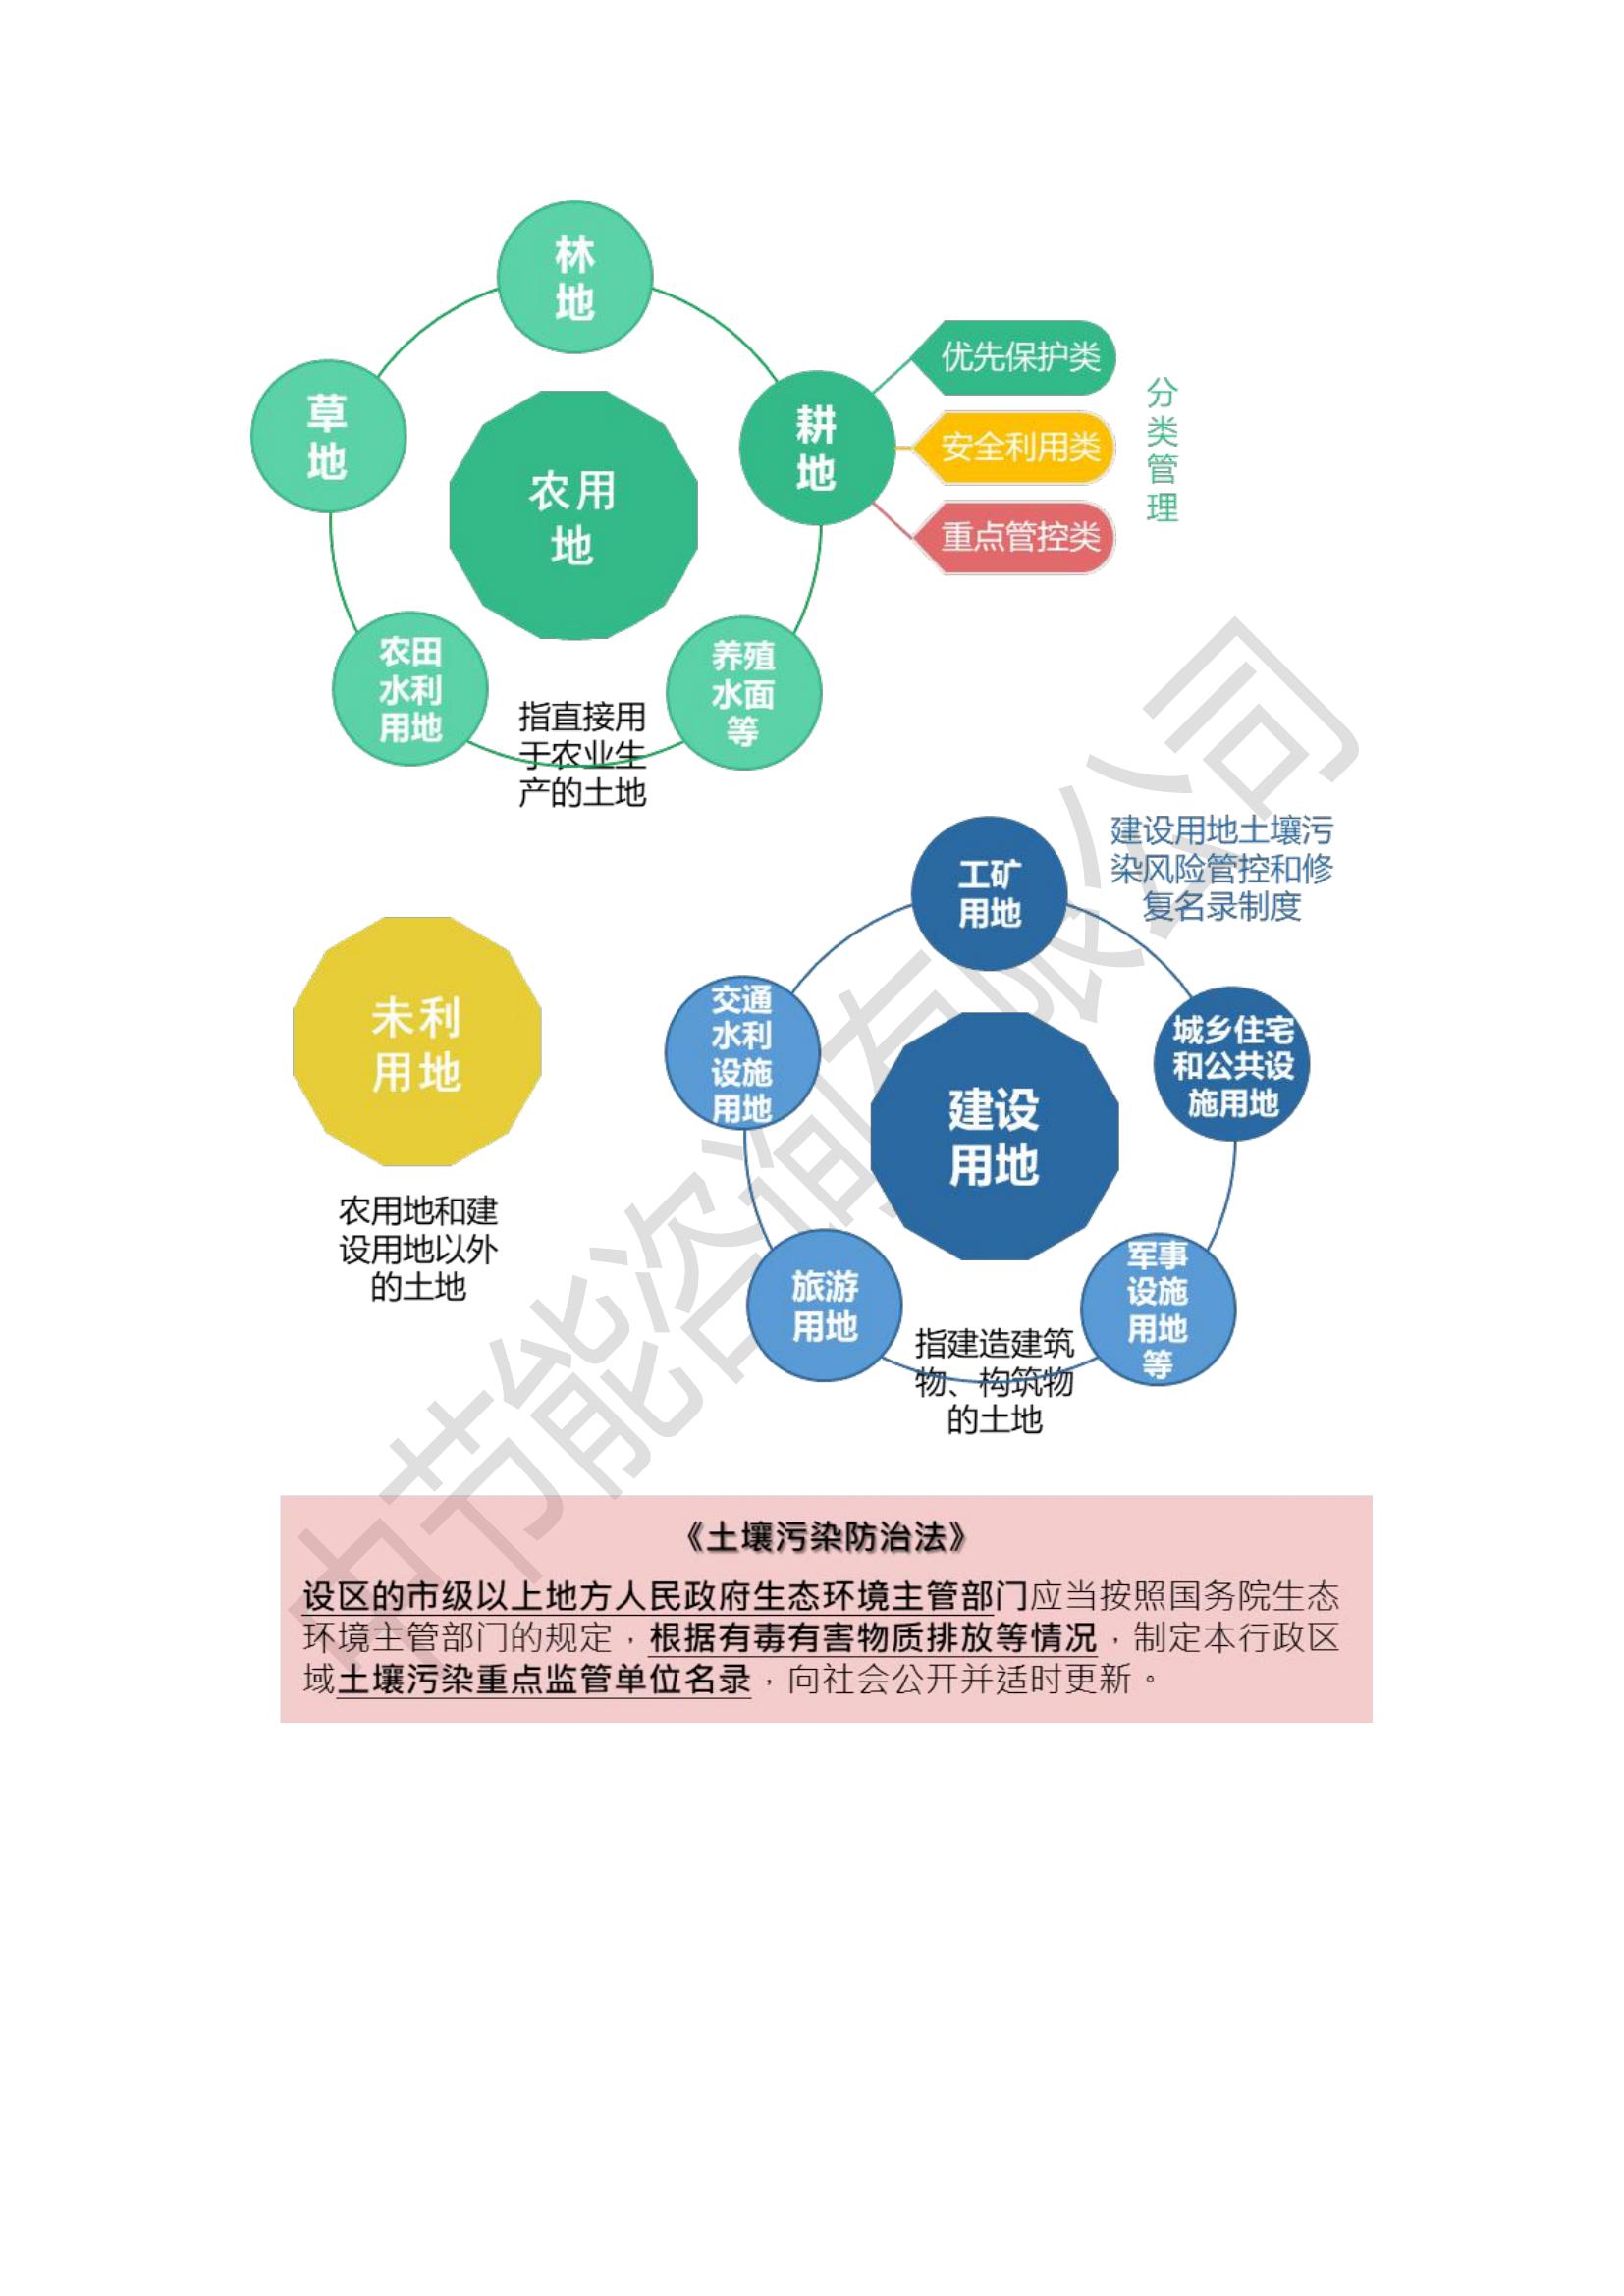 林
地
草
地
农用
地
耕
地
优先保护类
安全利用类
重点管控类
分
类
管
理
农田
水利
用地
养殖
水面
等
指直接用
于农业生
产的土地
工矿
用地
建设用地土壤污
染风险管控和修
复名录制度
未利
用地
农用地和建
设用地以外
的土地
交通
水利
设施
用地
城乡住宅
和公共设
施用地
建设
用地
旅游
用地
军事
设施
用地
等
指建造建筑
物、构筑物
的土地
《土壤污染防治法》
设区的市级以上地方人民政府生态环境主管部门应当按照国务院生态
环境主管部门的规定，根据有毒有害物质排放等情况，制定本行政区
域土壤污染重点监管单位名录，向社会公开并适时更新。
中节能咨询有限公司